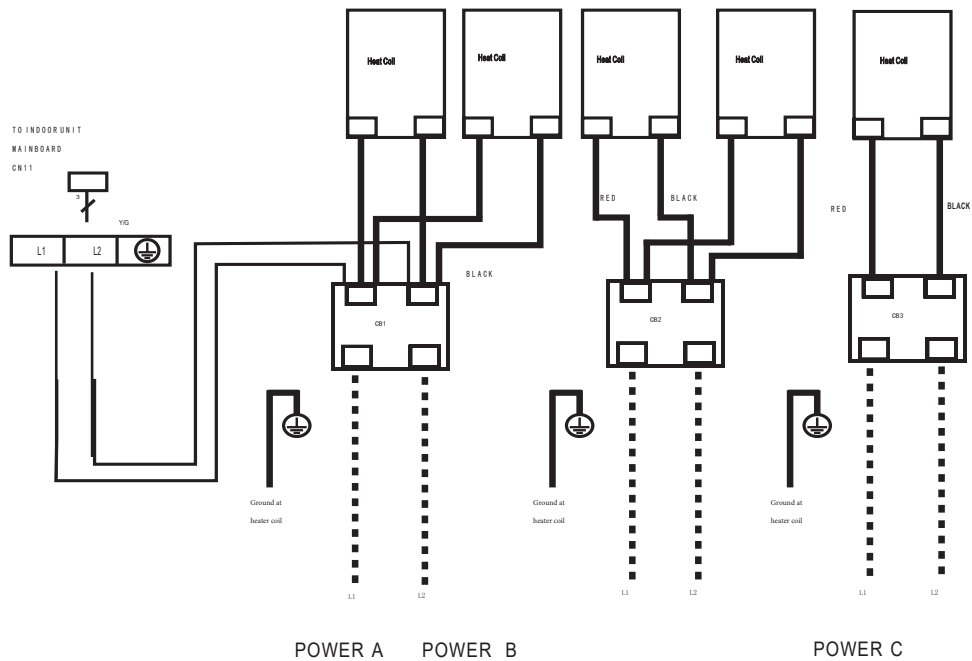 Heat Coil
Heat Coil
Heat Coil
Heat Coil
Heat Coil
TO INDOOR UNIT
MAINBOARD
CN11
3
Y/G
L1
L2
RED
BLACK
RED
BLACK
BLACK
CB1
CB2
CB3
Ground at
heater coil
Ground at
heater coil
Ground at
heater coil
L1
L2
L1
L2
L1
L2
POWER A
POWER B
POWER C